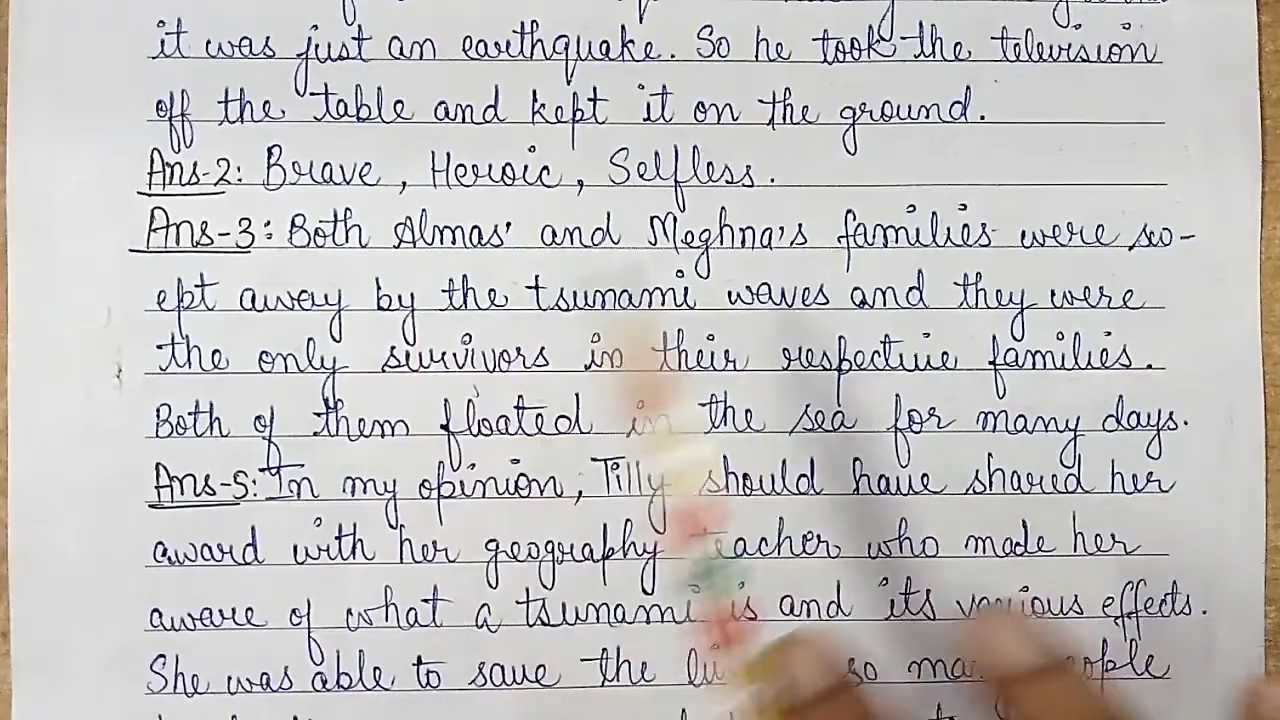 it was just an earthquake. So he took the television
off the table and kept it on the ground.
Ans-2: Brave, Heroic, Selfless.
Ans-3: Both Almas' and Meghna's families were sw-
ept away by the tsunami waves and they were
the only survivors in their respective families.
Both of them floated in the sea for many days.
Ans-5: In my opinion, Tilly should have shared her
award with her geography teacher who made her
aware of what a tsunami is and its various effects.
She was able to save the so people